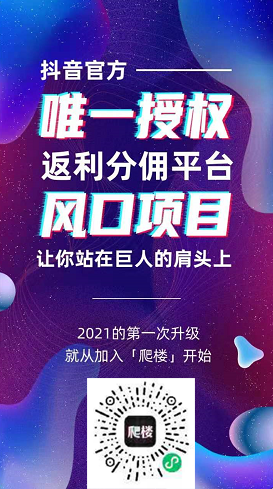 抖音官方
唯一授权
返利分佣平台
风口项目
让你站在巨人的肩头上
2021的第一次升级
就从加入「爬楼」开始
爬楼